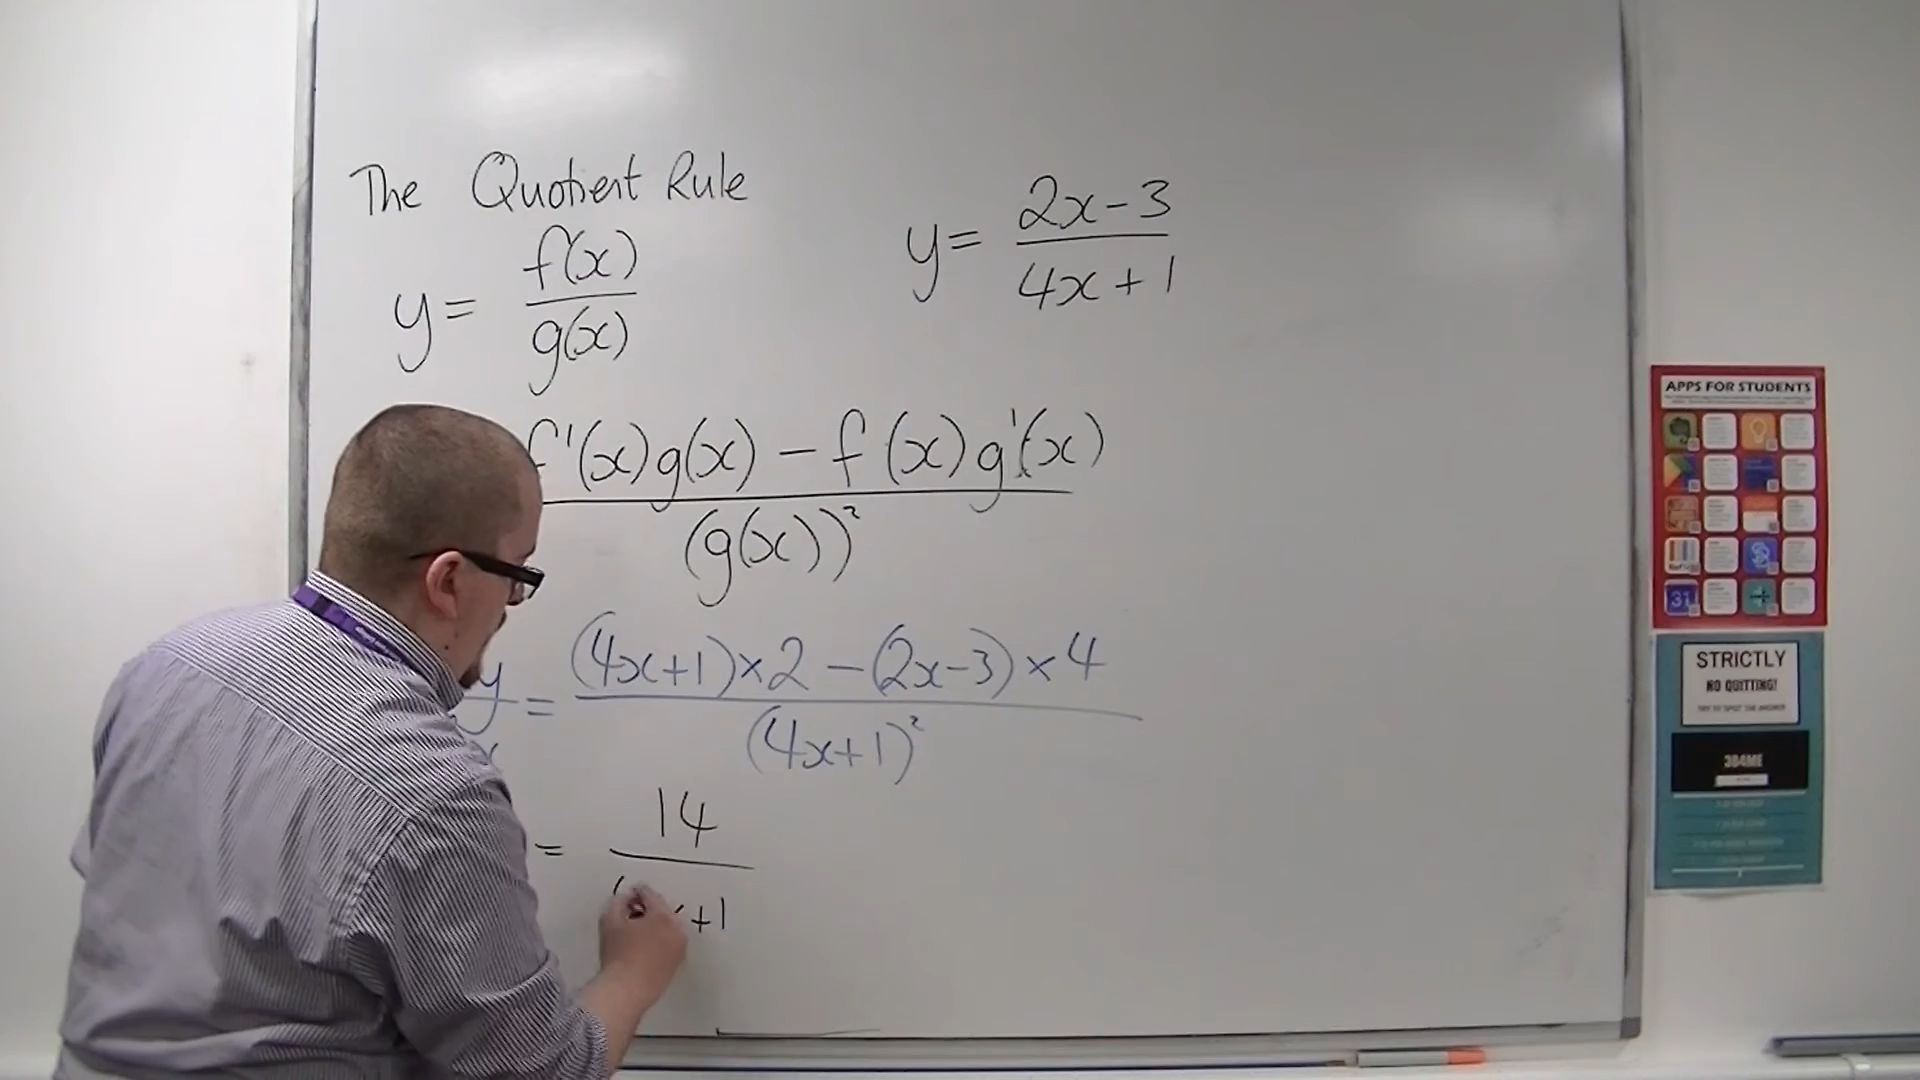 The Quotient Rule
y = f(x) / g(x)
y = 2x-3 / 4x+1
f'(x)g(x) - f(x)g'(x) / (g(x))²
y = (4x+1)×2 - (2x-3)×4 / (4x+1)²
= 14 / ( x+1
APPS FOR STUDENTS
31
STRICTLY
NO QUITTING!